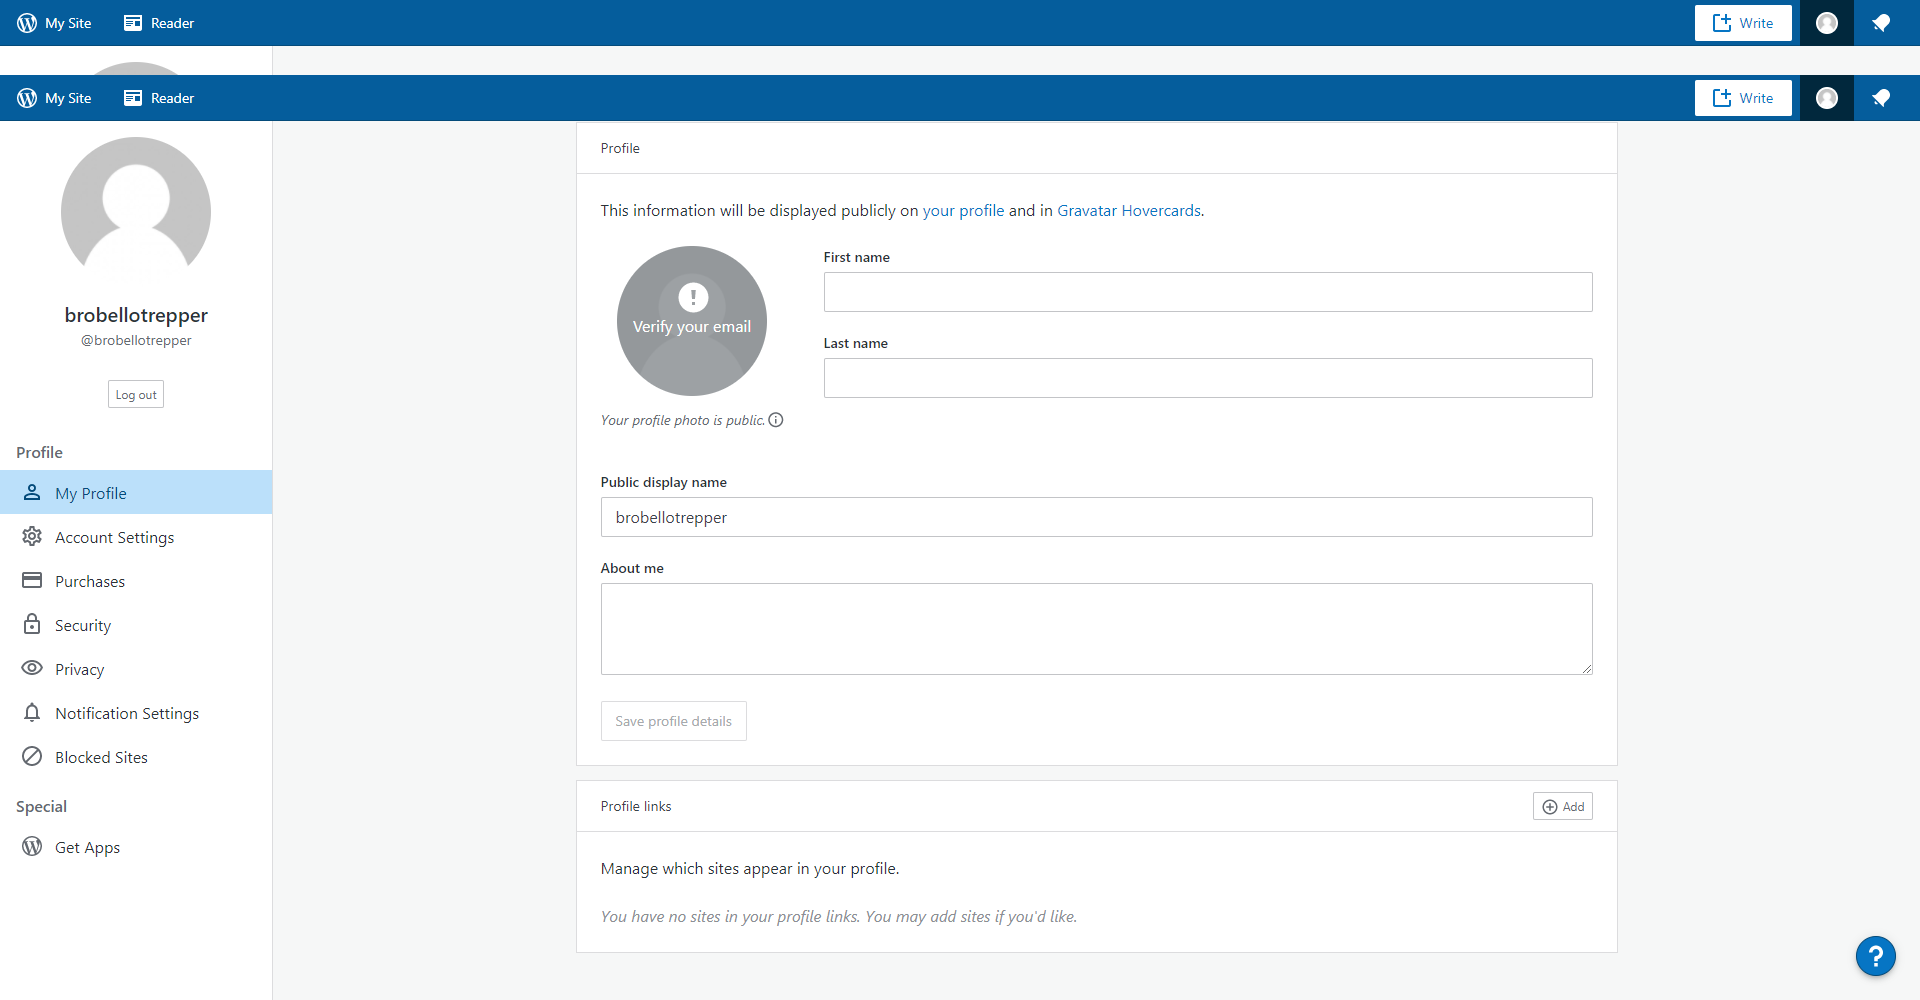 My Site Reader Write
My Site Reader Write
brobellotrepper
@brobellotrepper
Log out
Profile
My Profile
Account Settings
Purchases
Security
Privacy
Notification Settings
Blocked Sites
Special
Get Apps
Profile
This information will be displayed publicly on your profile and in Gravatar Hovercards.
Verify your email
Your profile photo is public.
First name
Last name
Public display name
brobellotrepper
About me
Save profile details
Profile links Add
Manage which sites appear in your profile.
You have no sites in your profile links. You may add sites if you'd like.
?